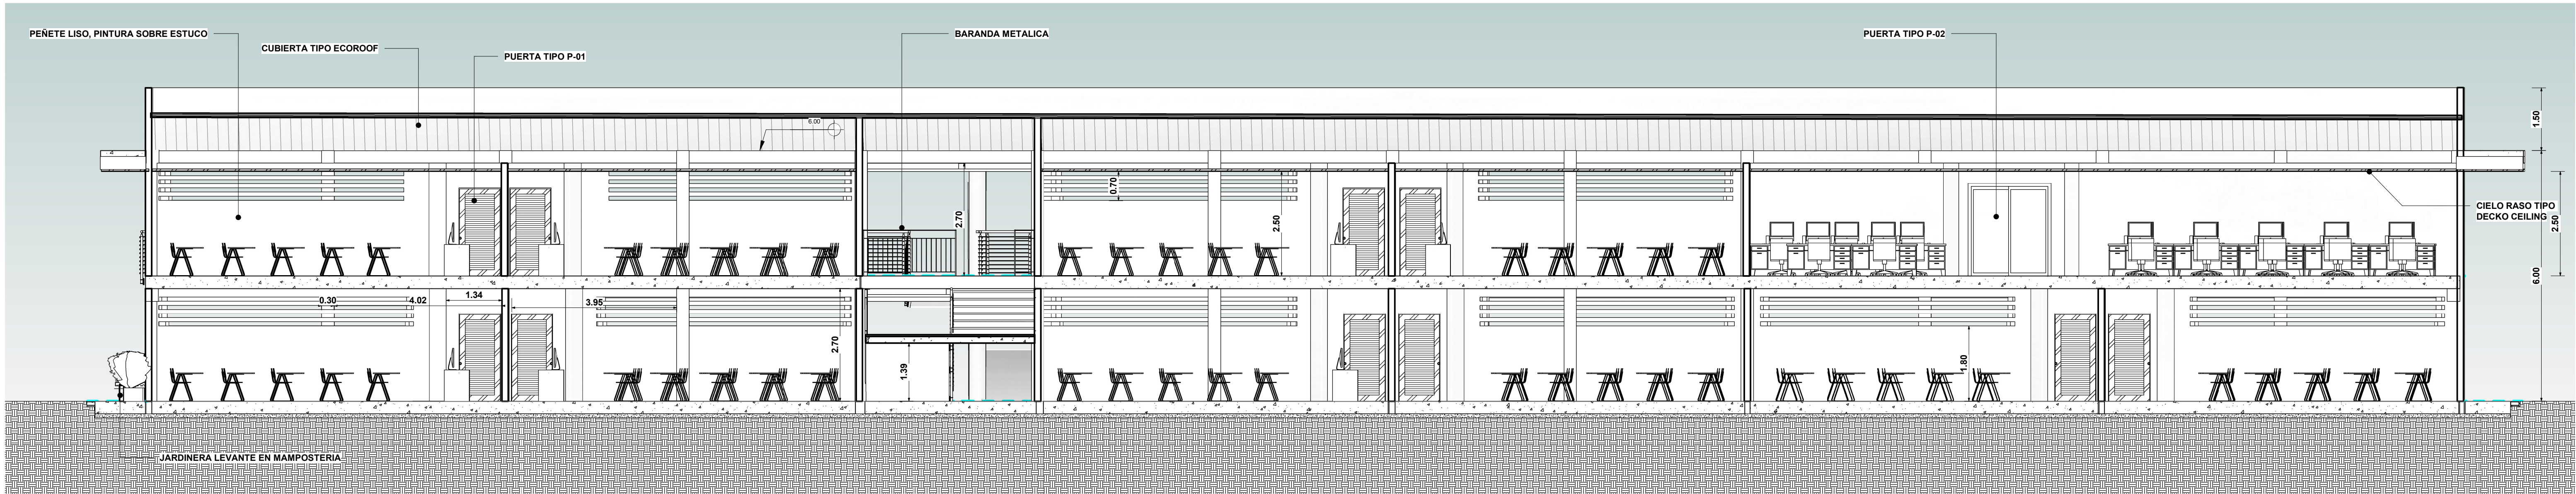 PEÑETE LISO, PINTURA SOBRE ESTUCO
CUBIERTA TIPO ECOROOF
PUERTA TIPO P-01
BARANDA METALICA
PUERTA TIPO P-02
1.50
6.00
0.70
2.70
2.50
CIELO RASO TIPO
DECKO CEILING
2.50
6.00
0.30
4.02
1.34
3.95
2.70
1.39
1.80
JARDINERA LEVANTE EN MAMPOSTERIA